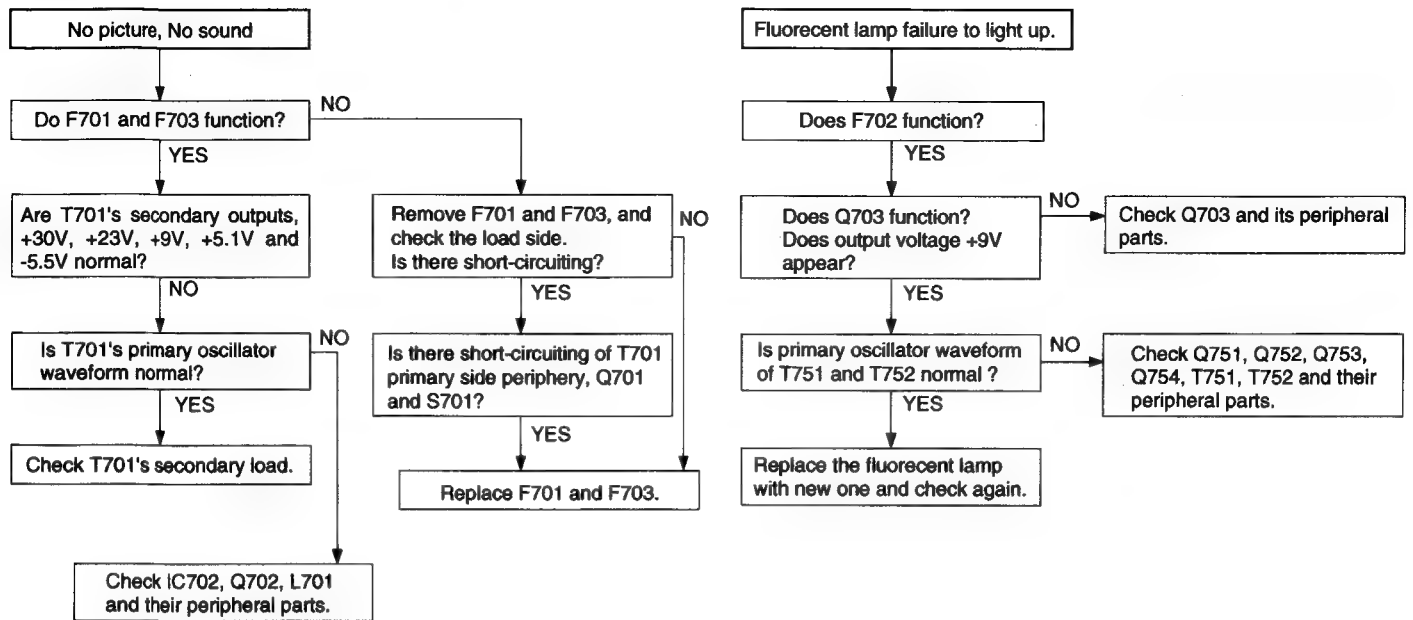 No picture, No sound
Do F701 and F703 function?
NO
YES
Are T701's secondary outputs,
+30V, +23V, +9V, +5.1V and
-5.5V normal?
NO
Is T701's primary oscillator
waveform normal?
NO
YES
Check T701's secondary load.
Check IC702, Q702, L701
and their peripheral parts.
Remove F701 and F703, and
check the load side.
Is there short-circuiting?
NO
YES
Is there short-circuiting of T701
primary side periphery, Q701
and S701?
YES
Replace F701 and F703.
Fluorecent lamp failure to light up.
Does F702 function?
YES
Does Q703 function?
Does output voltage +9V
appear?
NO
Check Q703 and its peripheral
parts.
YES
Is primary oscillator waveform
of T751 and T752 normal ?
NO
Check Q751, Q752, Q753,
Q754, T751, T752 and their
peripheral parts.
YES
Replace the fluorecent lamp
with new one and check again.